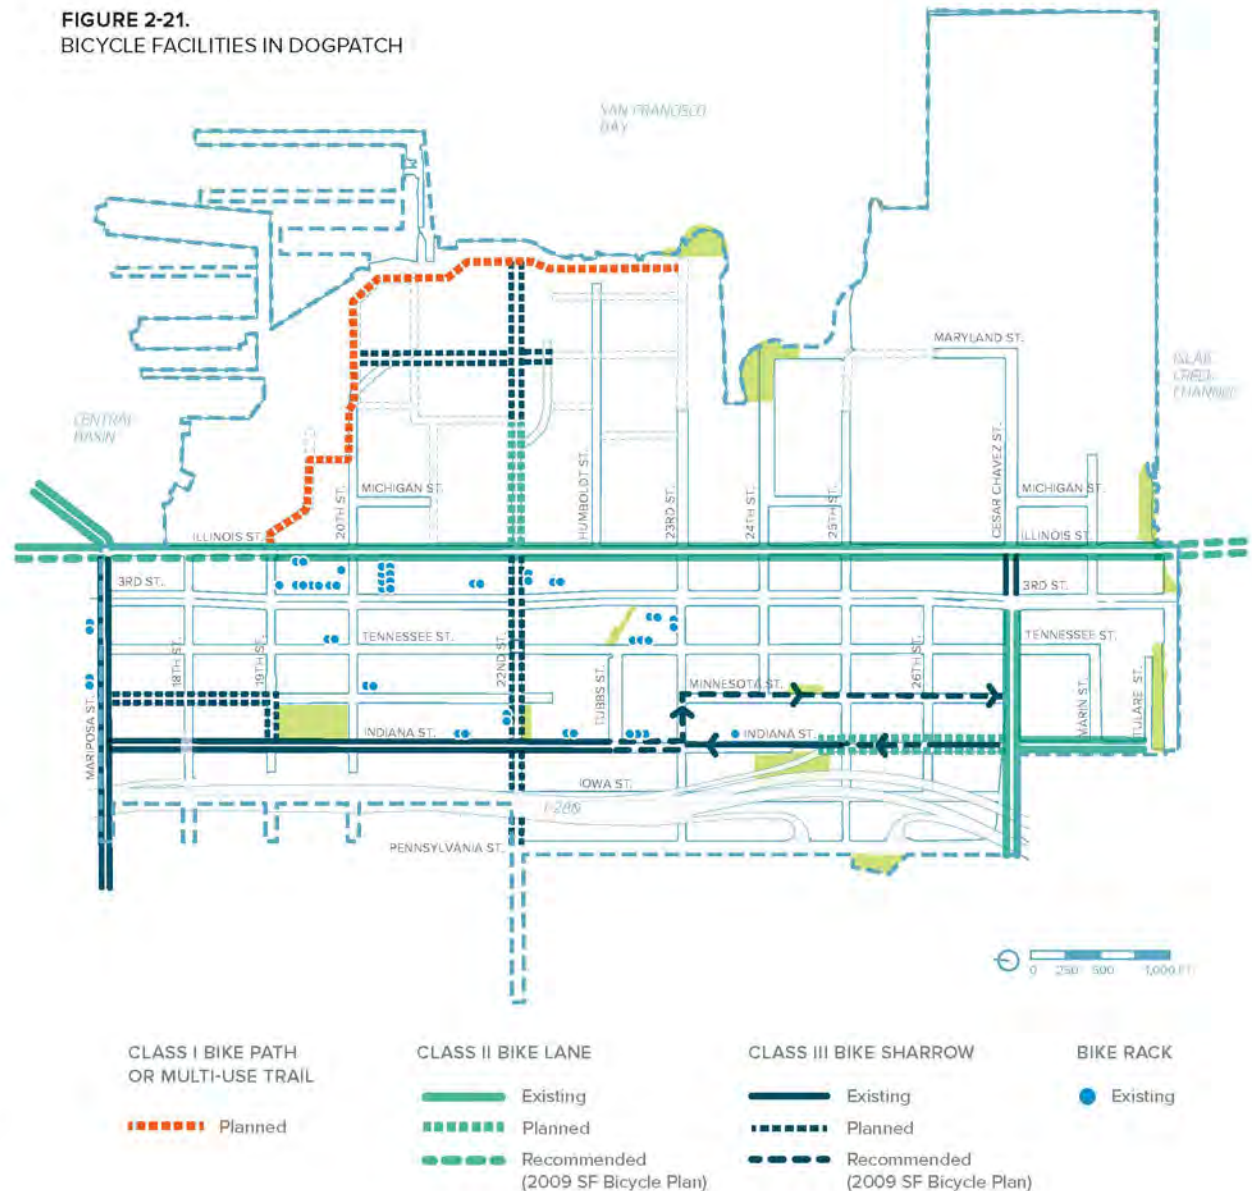 FIGURE 2-21.
BICYCLE FACILITIES IN DOGPATCH
SAN FRANCISCO
BAY
MARYLAND ST.
ISLAIS
CREEK
CHANNEL
CENTRAL
BASIN
MICHIGAN ST.
20TH ST.
HUMBOLDT ST.
23RD ST.
24TH ST.
25TH ST.
CESAR CHAVEZ ST.
MICHIGAN ST.
ILLINOIS ST.
ILLINOIS ST.
3RD ST.
3RD ST.
18TH ST.
19TH ST.
TENNESSEE ST.
22ND ST.
TUBBS ST.
26TH ST.
TENNESSEE ST.
MINNESOTA ST.
MARIPOSA ST.
INDIANA ST.
INDIANA ST.
MARIN ST.
TULARE ST.
IOWA ST.
I-280
PENNSYLVANIA ST.
0 250 500 1,000 FT
CLASS I BIKE PATH
OR MULTI-USE TRAIL
Planned
CLASS II BIKE LANE
Existing
Planned
Recommended
(2009 SF Bicycle Plan)
CLASS III BIKE SHARROW
Existing
Planned
Recommended
(2009 SF Bicycle Plan)
BIKE RACK
Existing